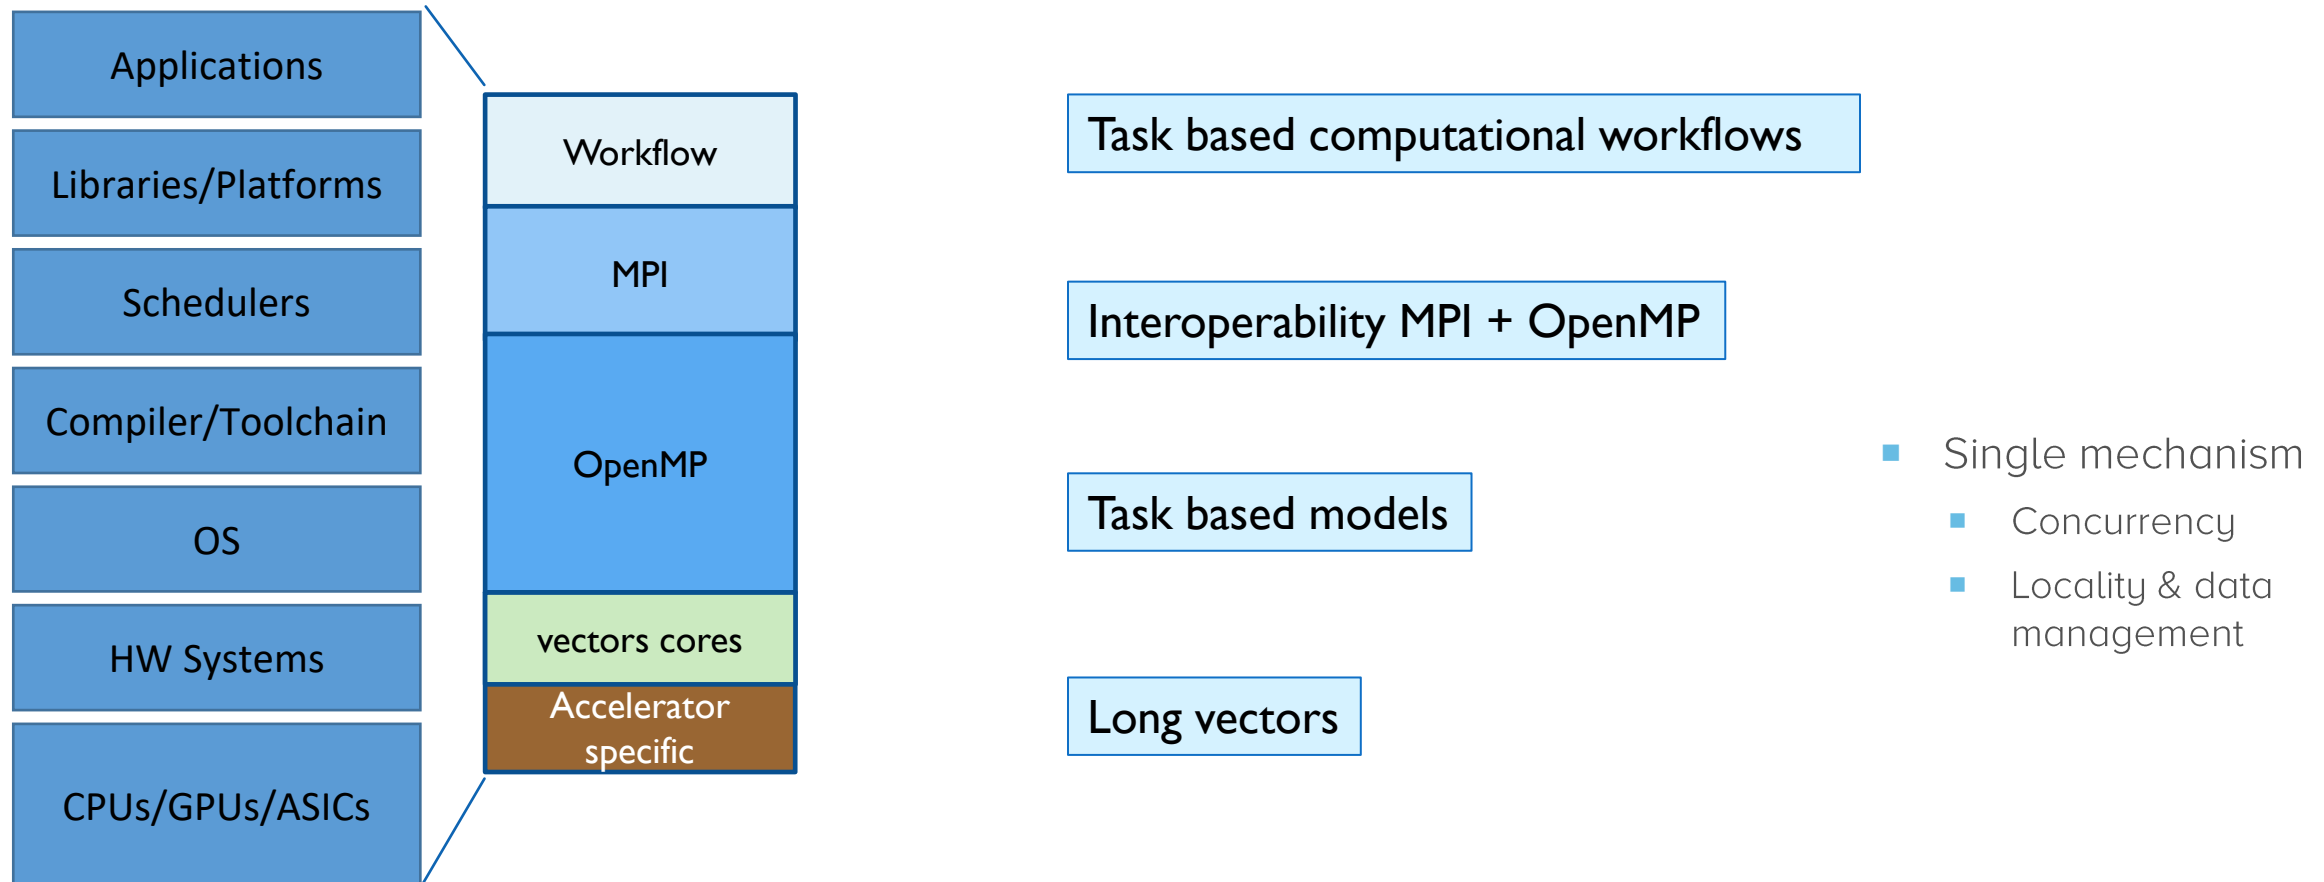 Applications
Libraries/Platforms
Schedulers
Compiler/Toolchain
OS
HW Systems
CPUs/GPUs/ASICs
Workflow
MPI
OpenMP
vectors cores
Accelerator
specific
Task based computational workflows
Interoperability MPI + OpenMP
Task based models
Long vectors
Single mechanism
Concurrency
Locality & data
management